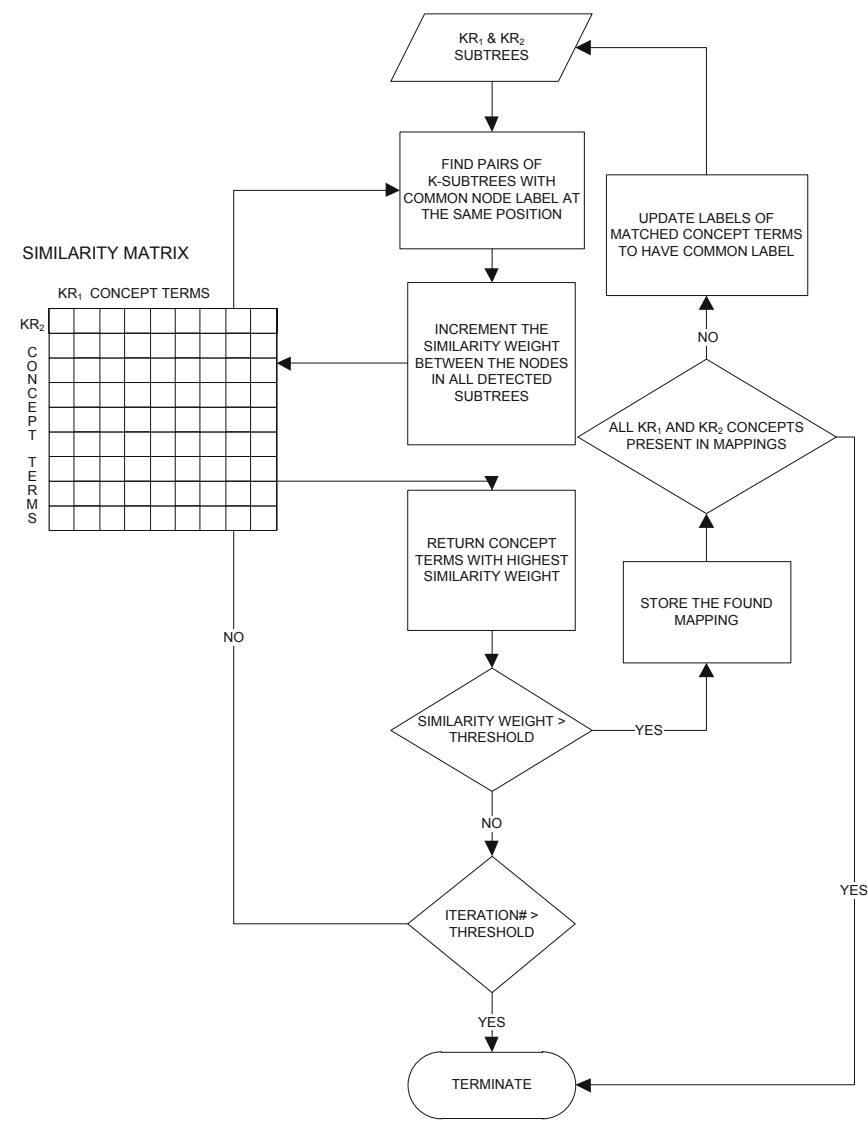 KR₁ & KR₂
SUBTREES
FIND PAIRS OF
K-SUBTREES WITH
COMMON NODE LABEL AT
THE SAME POSITION
UPDATE LABELS OF
MATCHED CONCEPT TERMS
TO HAVE COMMON LABEL
SIMILARITY MATRIX
KR₁ CONCEPT TERMS
KR₂
CONCEPT TERMS
INCREMENT THE
SIMILARITY WEIGHT
BETWEEN THE NODES
IN ALL DETECTED
SUBTREES
NO
ALL KR₁ AND KR₂ CONCEPTS
PRESENT IN MAPPINGS
RETURN CONCEPT
TERMS WITH HIGHEST
SIMILARITY WEIGHT
STORE THE FOUND
MAPPING
NO
SIMILARITY WEIGHT >
THRESHOLD
YES
NO
YES
ITERATION# >
THRESHOLD
YES
TERMINATE